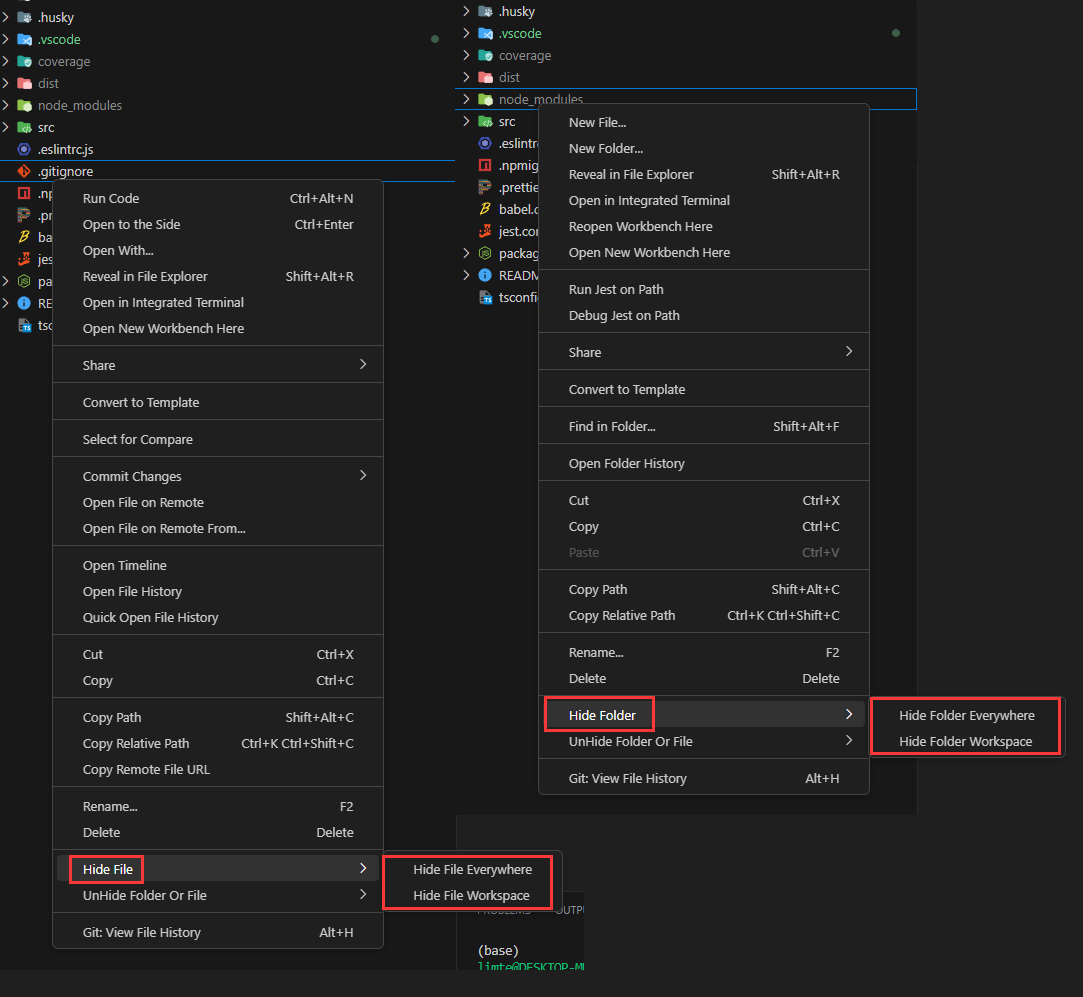 .husky
.vscode
coverage
dist
node_modules
src
.eslintrc.js
.gitignore
.np
.pr
ba
jes
pa
RE
tsc
Run Code Ctrl+Alt+N
Open to the Side Ctrl+Enter
Open With...
Reveal in File Explorer Shift+Alt+R
Open in Integrated Terminal
Open New Workbench Here
Share
Convert to Template
Select for Compare
Commit Changes
Open File on Remote
Open File on Remote From...
Open Timeline
Open File History
Quick Open File History
Cut Ctrl+X
Copy Ctrl+C
Copy Path Shift+Alt+C
Copy Relative Path Ctrl+K Ctrl+Shift+C
Copy Remote File URL
Rename... F2
Delete Delete
Hide File
UnHide Folder Or File
Git: View File History Alt+H
Hide File Everywhere
Hide File Workspace
.husky
.vscode
coverage
dist
node_modules
src
.eslintr
.npmig
.prettie
babel.c
jest.con
packag
READM
tsconfi
New File...
New Folder...
Reveal in File Explorer Shift+Alt+R
Open in Integrated Terminal
Reopen Workbench Here
Open New Workbench Here
Run Jest on Path
Debug Jest on Path
Share
Convert to Template
Find in Folder... Shift+Alt+F
Open Folder History
Cut Ctrl+X
Copy Ctrl+C
Paste Ctrl+V
Copy Path Shift+Alt+C
Copy Relative Path Ctrl+K Ctrl+Shift+C
Rename... F2
Delete Delete
Hide Folder
UnHide Folder Or File
Git: View File History Alt+H
Hide Folder Everywhere
Hide Folder Workspace
PROBLEMS OUTPU
(base)
limte@DESKTOP-M